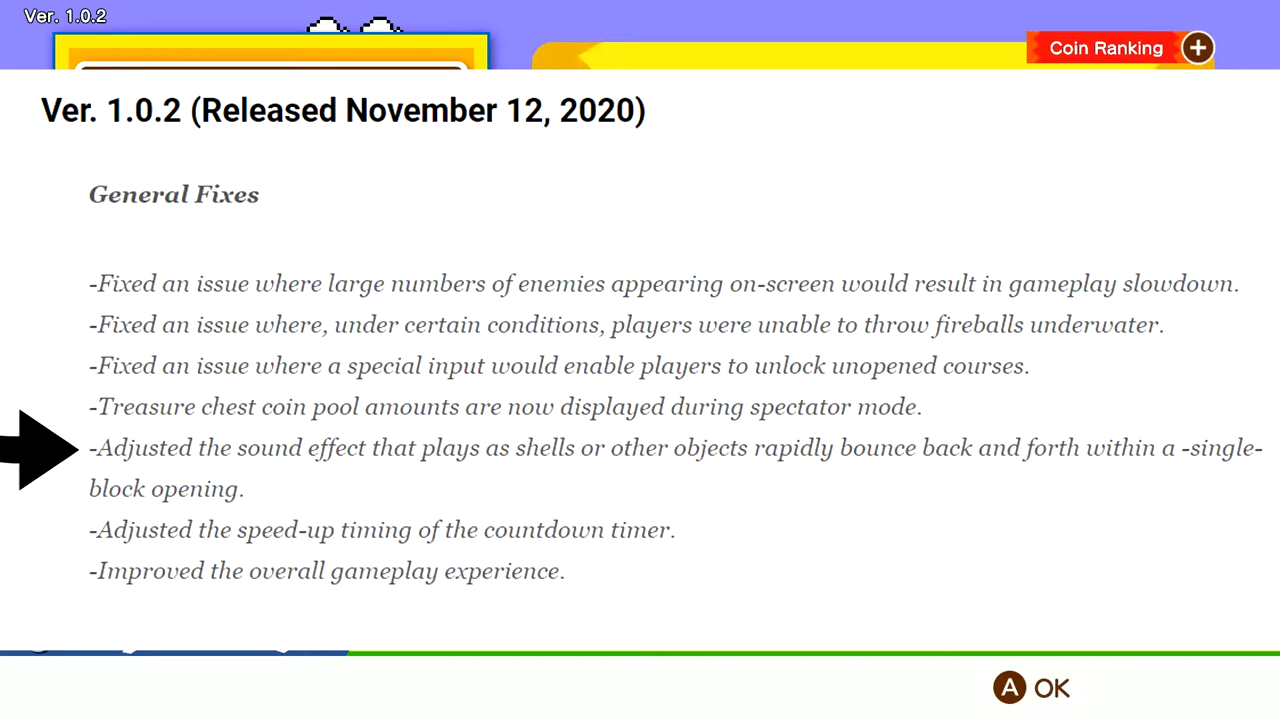 Ver. 1.0.2
Coin Ranking
Ver. 1.0.2 (Released November 12, 2020)
General Fixes
-Fixed an issue where large numbers of enemies appearing on-screen would result in gameplay slowdown.
-Fixed an issue where, under certain conditions, players were unable to throw fireballs underwater.
-Fixed an issue where a special input would enable players to unlock unopened courses.
-Treasure chest coin pool amounts are now displayed during spectator mode.
-Adjusted the sound effect that plays as shells or other objects rapidly bounce back and forth within a -single-
block opening.
-Adjusted the speed-up timing of the countdown timer.
-Improved the overall gameplay experience.
A OK